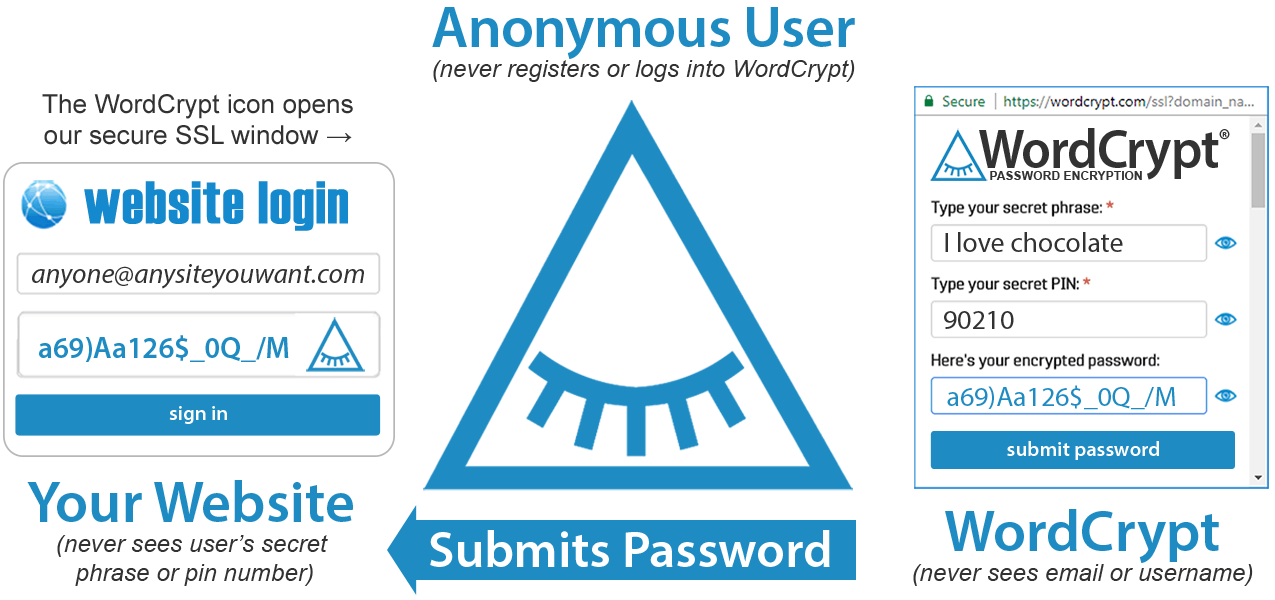 Anonymous User
(never registers or logs into WordCrypt)
The WordCrypt icon opens
our secure SSL window →
website login
anyone@anysiteyouwant.com
a69)Aa126$_0Q_/M
sign in
Your Website
(never sees user’s secret
phrase or pin number)
Submits Password
Secure | https://wordcrypt.com/ssl?domain_na...
WordCrypt®
PASSWORD ENCRYPTION
Type your secret phrase: *
I love chocolate
Type your secret PIN: *
90210
Here's your encrypted password:
a69)Aa126$_0Q_/M
submit password
WordCrypt
(never sees email or username)